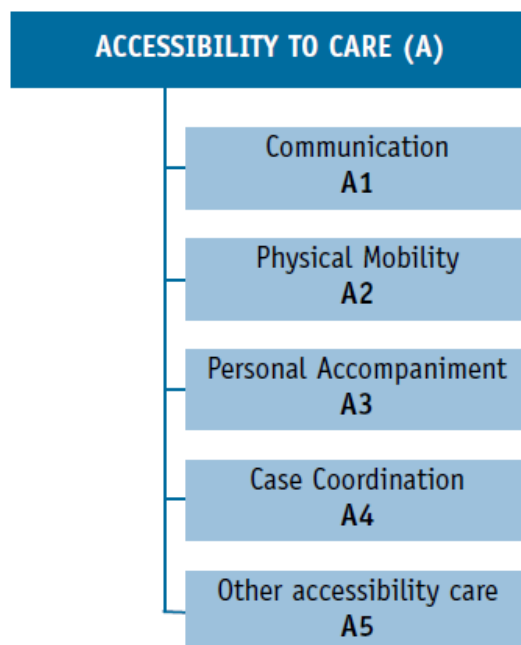 ACCESSIBILITY TO CARE (A)
Communication
A1
Physical Mobility
A2
Personal Accompaniment
A3
Case Coordination
A4
Other accessibility care
A5